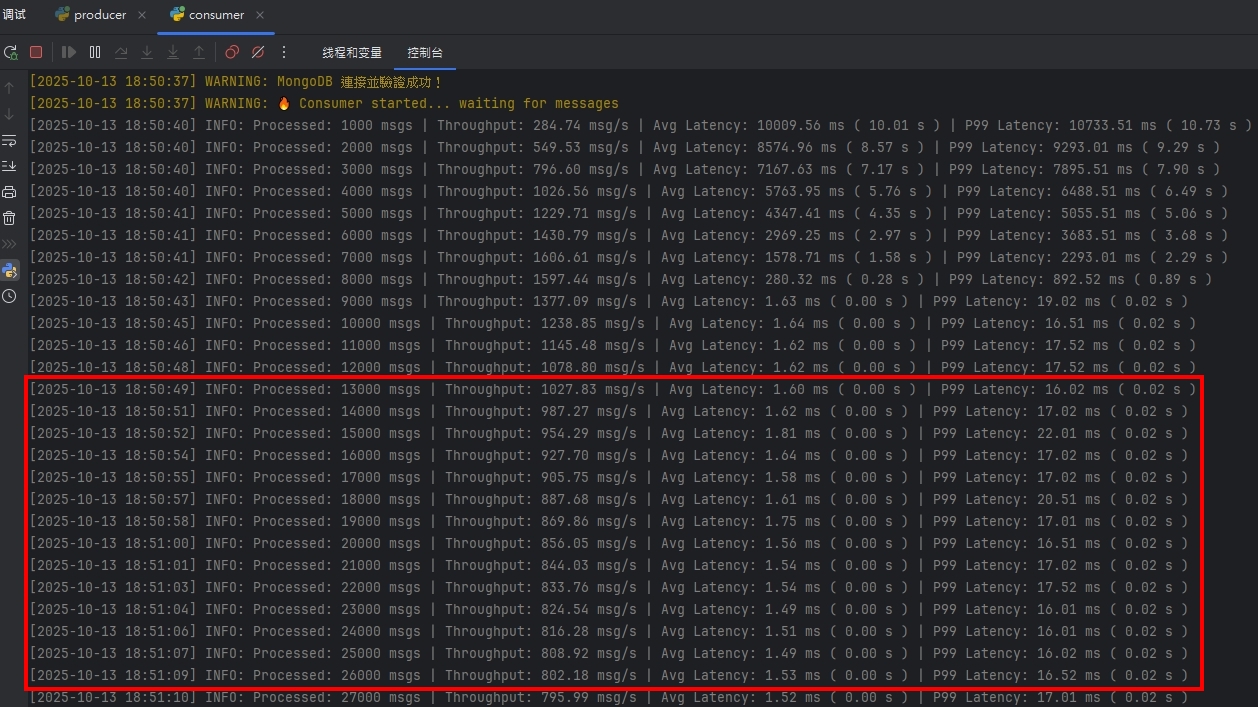 调试 producer × consumer ×
线程和变量 控制台
[2025-10-13 18:50:37] WARNING: MongoDB 連接並驗證成功！
[2025-10-13 18:50:37] WARNING: 🔥 Consumer started... waiting for messages
[2025-10-13 18:50:40] INFO: Processed: 1000 msgs | Throughput: 284.74 msg/s | Avg Latency: 10009.56 ms ( 10.01 s ) | P99 Latency: 10733.51 ms ( 10.73 s )
[2025-10-13 18:50:40] INFO: Processed: 2000 msgs | Throughput: 549.53 msg/s | Avg Latency: 8574.96 ms ( 8.57 s ) | P99 Latency: 9293.01 ms ( 9.29 s )
[2025-10-13 18:50:40] INFO: Processed: 3000 msgs | Throughput: 796.60 msg/s | Avg Latency: 7167.63 ms ( 7.17 s ) | P99 Latency: 7895.51 ms ( 7.90 s )
[2025-10-13 18:50:40] INFO: Processed: 4000 msgs | Throughput: 1026.56 msg/s | Avg Latency: 5763.95 ms ( 5.76 s ) | P99 Latency: 6488.51 ms ( 6.49 s )
[2025-10-13 18:50:41] INFO: Processed: 5000 msgs | Throughput: 1229.71 msg/s | Avg Latency: 4347.41 ms ( 4.35 s ) | P99 Latency: 5055.51 ms ( 5.06 s )
[2025-10-13 18:50:41] INFO: Processed: 6000 msgs | Throughput: 1430.79 msg/s | Avg Latency: 2969.25 ms ( 2.97 s ) | P99 Latency: 3683.51 ms ( 3.68 s )
[2025-10-13 18:50:41] INFO: Processed: 7000 msgs | Throughput: 1606.61 msg/s | Avg Latency: 1578.71 ms ( 1.58 s ) | P99 Latency: 2293.01 ms ( 2.29 s )
[2025-10-13 18:50:42] INFO: Processed: 8000 msgs | Throughput: 1597.44 msg/s | Avg Latency: 280.32 ms ( 0.28 s ) | P99 Latency: 892.52 ms ( 0.89 s )
[2025-10-13 18:50:43] INFO: Processed: 9000 msgs | Throughput: 1377.09 msg/s | Avg Latency: 1.63 ms ( 0.00 s ) | P99 Latency: 19.02 ms ( 0.02 s )
[2025-10-13 18:50:45] INFO: Processed: 10000 msgs | Throughput: 1238.85 msg/s | Avg Latency: 1.64 ms ( 0.00 s ) | P99 Latency: 16.51 ms ( 0.02 s )
[2025-10-13 18:50:46] INFO: Processed: 11000 msgs | Throughput: 1145.48 msg/s | Avg Latency: 1.62 ms ( 0.00 s ) | P99 Latency: 17.52 ms ( 0.02 s )
[2025-10-13 18:50:48] INFO: Processed: 12000 msgs | Throughput: 1078.80 msg/s | Avg Latency: 1.62 ms ( 0.00 s ) | P99 Latency: 17.52 ms ( 0.02 s )
[2025-10-13 18:50:49] INFO: Processed: 13000 msgs | Throughput: 1027.83 msg/s | Avg Latency: 1.60 ms ( 0.00 s ) | P99 Latency: 16.02 ms ( 0.02 s )
[2025-10-13 18:50:51] INFO: Processed: 14000 msgs | Throughput: 987.27 msg/s | Avg Latency: 1.62 ms ( 0.00 s ) | P99 Latency: 17.02 ms ( 0.02 s )
[2025-10-13 18:50:52] INFO: Processed: 15000 msgs | Throughput: 954.29 msg/s | Avg Latency: 1.81 ms ( 0.00 s ) | P99 Latency: 22.01 ms ( 0.02 s )
[2025-10-13 18:50:54] INFO: Processed: 16000 msgs | Throughput: 927.70 msg/s | Avg Latency: 1.64 ms ( 0.00 s ) | P99 Latency: 17.02 ms ( 0.02 s )
[2025-10-13 18:50:55] INFO: Processed: 17000 msgs | Throughput: 905.75 msg/s | Avg Latency: 1.58 ms ( 0.00 s ) | P99 Latency: 17.02 ms ( 0.02 s )
[2025-10-13 18:50:57] INFO: Processed: 18000 msgs | Throughput: 887.68 msg/s | Avg Latency: 1.61 ms ( 0.00 s ) | P99 Latency: 20.51 ms ( 0.02 s )
[2025-10-13 18:50:58] INFO: Processed: 19000 msgs | Throughput: 869.86 msg/s | Avg Latency: 1.75 ms ( 0.00 s ) | P99 Latency: 17.01 ms ( 0.02 s )
[2025-10-13 18:51:00] INFO: Processed: 20000 msgs | Throughput: 856.05 msg/s | Avg Latency: 1.56 ms ( 0.00 s ) | P99 Latency: 16.51 ms ( 0.02 s )
[2025-10-13 18:51:01] INFO: Processed: 21000 msgs | Throughput: 844.03 msg/s | Avg Latency: 1.54 ms ( 0.00 s ) | P99 Latency: 17.02 ms ( 0.02 s )
[2025-10-13 18:51:03] INFO: Processed: 22000 msgs | Throughput: 833.76 msg/s | Avg Latency: 1.54 ms ( 0.00 s ) | P99 Latency: 17.52 ms ( 0.02 s )
[2025-10-13 18:51:04] INFO: Processed: 23000 msgs | Throughput: 824.54 msg/s | Avg Latency: 1.49 ms ( 0.00 s ) | P99 Latency: 16.01 ms ( 0.02 s )
[2025-10-13 18:51:06] INFO: Processed: 24000 msgs | Throughput: 816.28 msg/s | Avg Latency: 1.51 ms ( 0.00 s ) | P99 Latency: 16.01 ms ( 0.02 s )
[2025-10-13 18:51:07] INFO: Processed: 25000 msgs | Throughput: 808.92 msg/s | Avg Latency: 1.49 ms ( 0.00 s ) | P99 Latency: 16.02 ms ( 0.02 s )
[2025-10-13 18:51:09] INFO: Processed: 26000 msgs | Throughput: 802.18 msg/s | Avg Latency: 1.53 ms ( 0.00 s ) | P99 Latency: 16.52 ms ( 0.02 s )
[2025-10-13 18:51:10] INFO: Processed: 27000 msgs | Throughput: 795.99 msg/s | Avg Latency: 1.52 ms ( 0.00 s ) | P99 Latency: 17.01 ms ( 0.02 s )